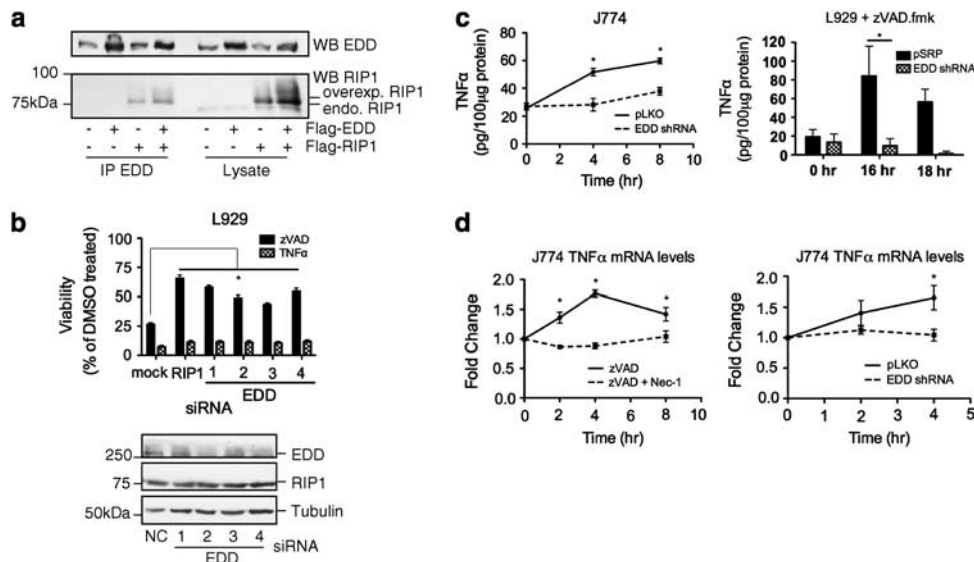 a
WB EDD
100
WB RIP1
overexp. RIP1
75kDa
endo. RIP1
- + - + - + - + Flag-EDD
- - + + - - + + Flag-RIP1
IP EDD Lysate
b
L929
100
75
50
25
0
Viability
(% of DMSO treated)
zVAD
TNFα
*
mock RIP1 1 2 3 4
siRNA EDD
250 EDD
75 RIP1
50kDa Tubulin
NC 1 2 3 4 siRNA
EDD
c
J774
TNFα
(pg/100µg protein)
80
60
40
20
0
* *
pLKO
EDD shRNA
0 2 4 6 8 10
Time (hr)
L929 + zVAD.fmk
TNFα
(pg/100µg protein)
120
100
80
60
40
20
0
*
pSRP
EDD shRNA
0 hr 16 hr 18 hr
d
J774 TNFα mRNA levels
Fold Change
2.0
1.5
1.0
0.5
0.0
* * *
zVAD
zVAD + Nec-1
0 2 4 6 8 10
Time (hr)
J774 TNFα mRNA levels
Fold Change
2.0
1.5
1.0
0.5
0.0
*
pLKO
EDD shRNA
0 1 2 3 4 5
Time (hr)